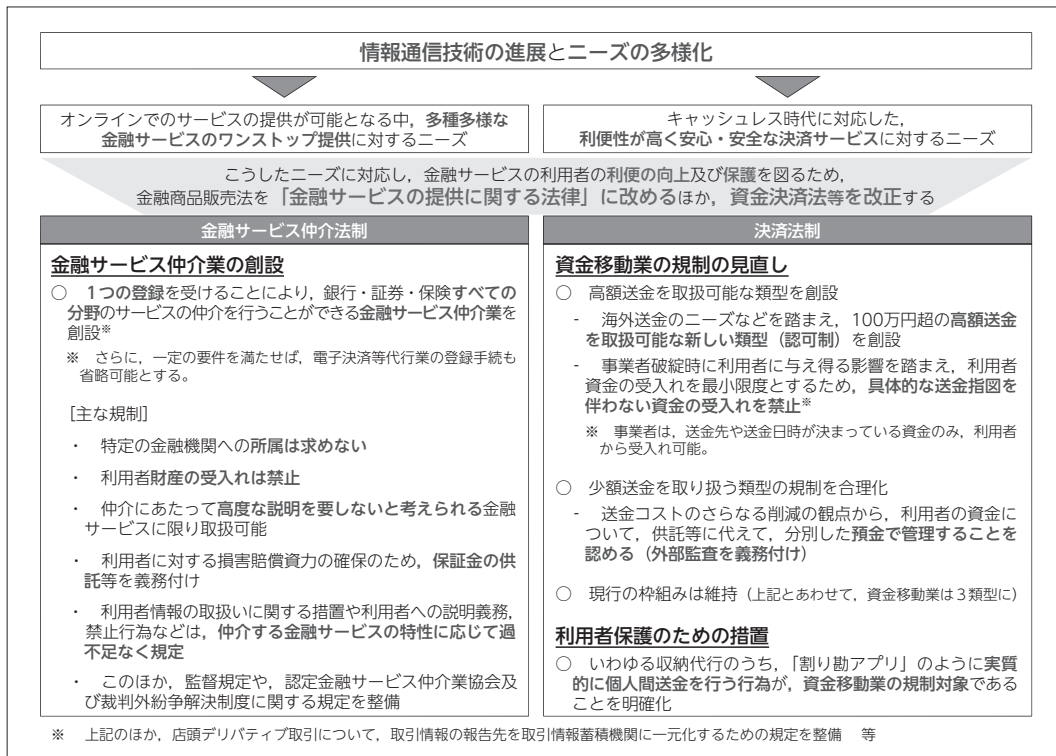 情報通信技術の進展とニーズの多様化
オンラインでのサービスの提供が可能となる中，多種多様な
金融サービスのワンストップ提供に対するニーズ
キャッシュレス時代に対応した，
利便性が高く安心・安全な決済サービスに対するニーズ
こうしたニーズに対応し，金融サービスの利用者の利便の向上及び保護を図るため，
金融商品販売法を「金融サービスの提供に関する法律」に改めるほか，資金決済法等を改正する
金融サービス仲介法制
金融サービス仲介業の創設
○　1つの登録を受けることにより，銀行・証券・保険すべての
分野のサービスの仲介を行うことができる金融サービス仲介業を
創設※
※　さらに，一定の要件を満たせば，電子決済等代行業の登録手続も
省略可能とする。
［主な規制］
・　特定の金融機関への所属は求めない
・　利用者財産の受入れは禁止
・　仲介にあたって高度な説明を要しないと考えられる金融
サービスに限り取扱可能
・　利用者に対する損害賠償資力の確保のため，保証金の供
託等を義務付け
・　利用者情報の取扱いに関する措置や利用者への説明義務，
禁止行為などは，仲介する金融サービスの特性に応じて過
不足なく規定
・　このほか，監督規定や，認定金融サービス仲介業協会及
び裁判外紛争解決制度に関する規定を整備
決済法制
資金移動業の規制の見直し
○　高額送金を取扱可能な類型を創設
-　海外送金のニーズなどを踏まえ，100万円超の高額送金
を取扱可能な新しい類型（認可制）を創設
-　事業者破綻時に利用者に与え得る影響を踏まえ，利用者
資金の受入れを最小限度とするため，具体的な送金指図を
伴わない資金の受入れを禁止※
※　事業者は，送金先や送金日時が決まっている資金のみ，利用者
から受入れ可能。
○　少額送金を取り扱う類型の規制を合理化
-　送金コストのさらなる削減の観点から，利用者の資金に
ついて，供託等に代えて，分別した預金で管理することを
認める（外部監査を義務付け）
○　現行の枠組みは維持（上記とあわせて，資金移動業は3類型に）
利用者保護のための措置
○　いわゆる収納代行のうち，「割り勘アプリ」のように実質
的に個人間送金を行う行為が，資金移動業の規制対象である
ことを明確化
※　上記のほか，店頭デリバティブ取引について，取引情報の報告先を取引情報蓄積機関に一元化するための規定を整備　等